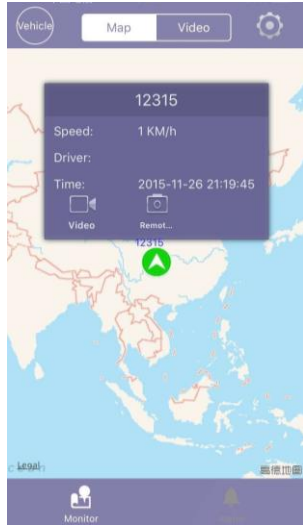 Vehicle Map Video
12315
Speed: 1 KM/h
Driver:
Time: 2015-11-26 21:19:45
Video Remot...
12315
Legal
高德地图
Monitor